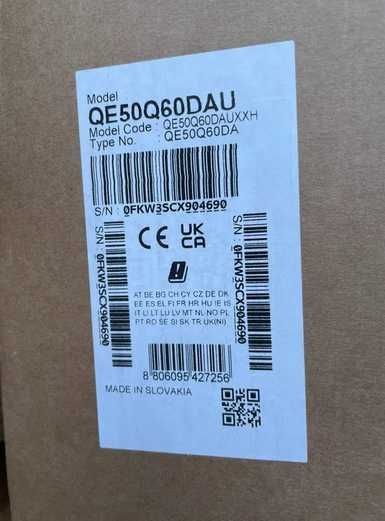 Model
QE50Q60DAU
Model Code : QE50Q60DAUXXH
Type No. : QE50Q60DA
S/N : 0FKW3SCX904690
S/N : 0FKW3SCX904690
S/N : 0FKW3SCX904690
CE UK
CA
AT BE BG CH CY CZ DE DK
EE ES EL FI FR HR HU IE IS
IT LI LT LU LV MT NL NO PL
PT RO SE SI SK TR UK(NI)
8 806095 427256
MADE IN SLOVAKIA